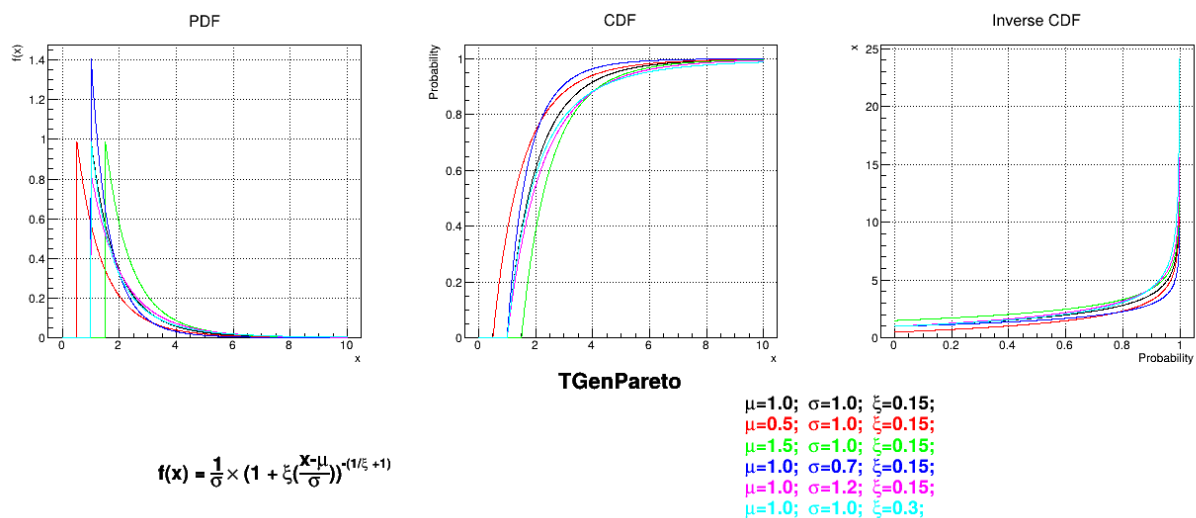 PDF
f(x)
1.4
1.2
1
0.8
0.6
0.4
0.2
0
0 2 4 6 8 10
x
CDF
Probability
1
0.8
0.6
0.4
0.2
0
0 2 4 6 8 10
x
Inverse CDF
x
25
20
15
10
5
0
0 0.2 0.4 0.6 0.8 1
Probability
TGenPareto
f(x) = 1/σ × (1 + ξ(x-μ/σ))^-(1/ξ +1)
μ=1.0; σ=1.0; ξ=0.15;
μ=0.5; σ=1.0; ξ=0.15;
μ=1.5; σ=1.0; ξ=0.15;
μ=1.0; σ=0.7; ξ=0.15;
μ=1.0; σ=1.2; ξ=0.15;
μ=1.0; σ=1.0; ξ=0.3;